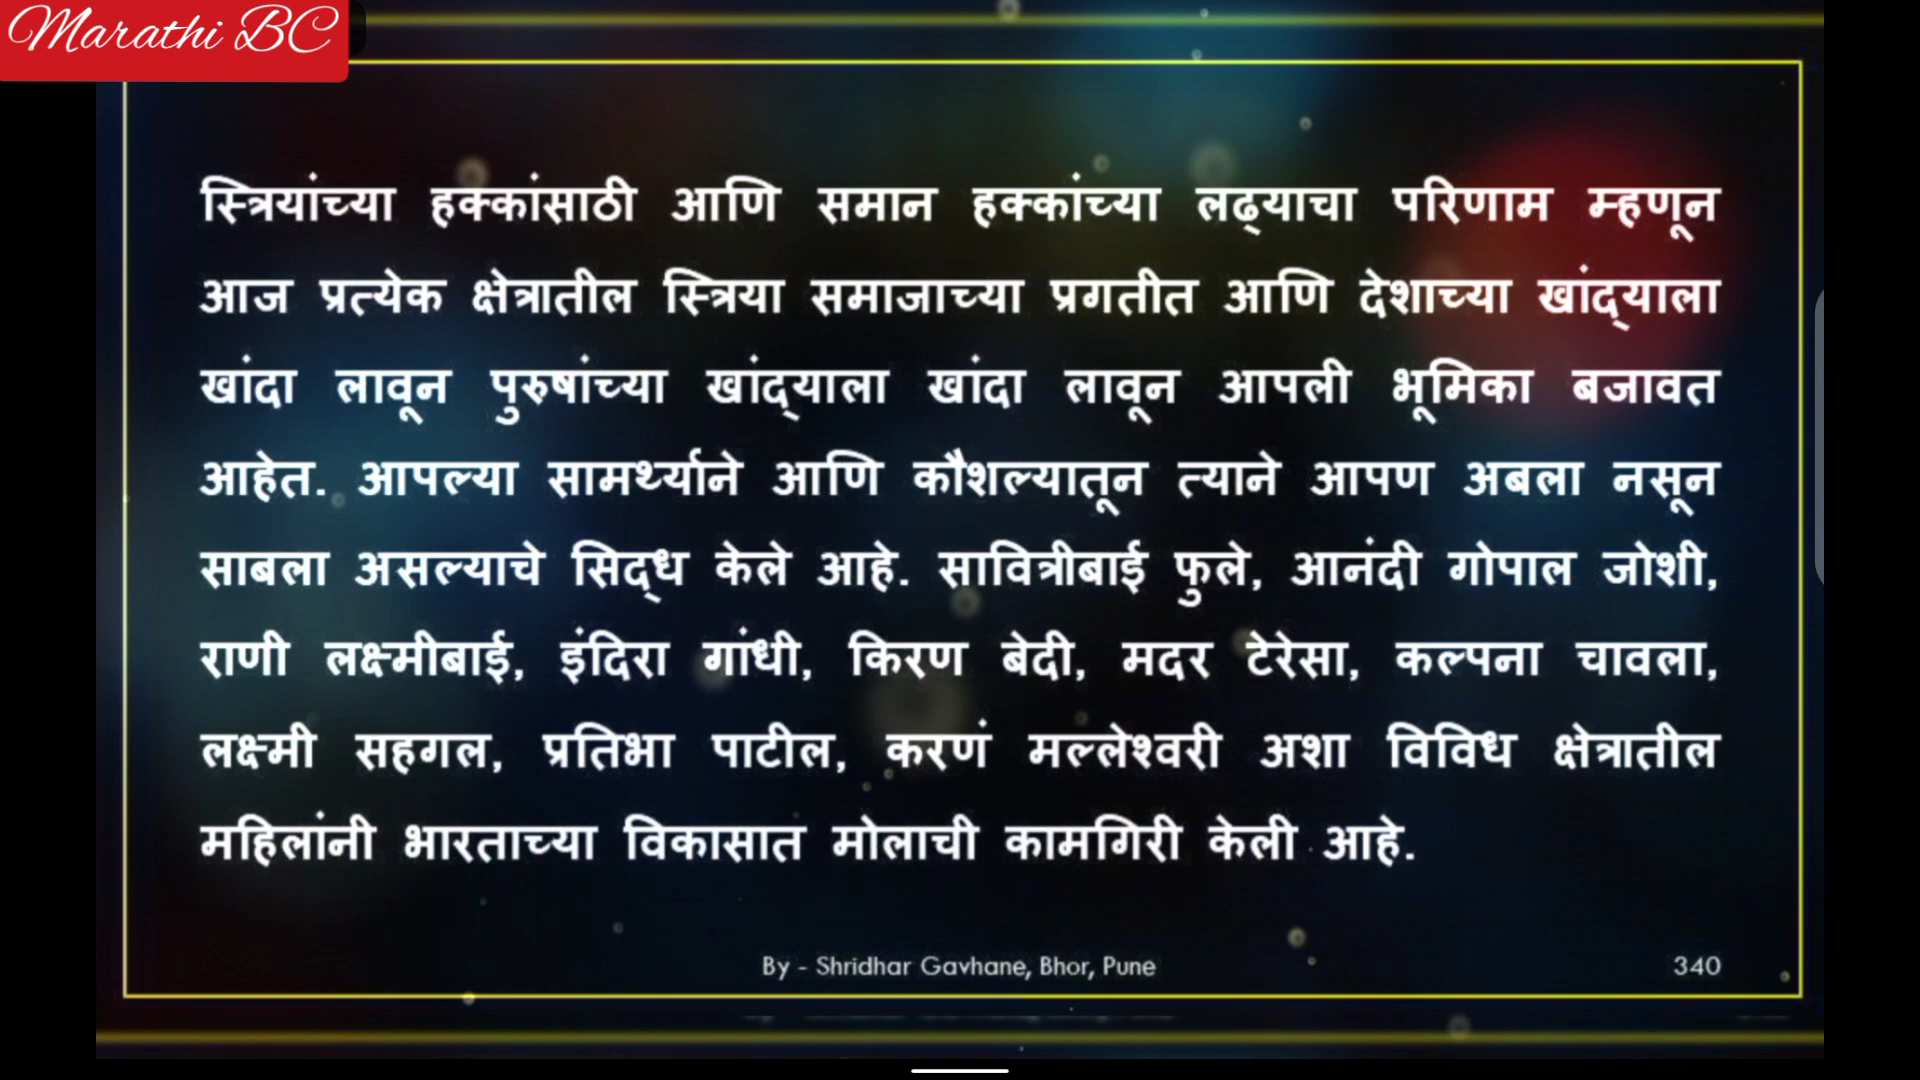 Marathi BC
स्त्रियांच्या हक्कांसाठी आणि समान हक्कांच्या लढ्याचा परिणाम म्हणून
आज प्रत्येक क्षेत्रातील स्त्रिया समाजाच्या प्रगतीत आणि देशाच्या खांद्याला
खांदा लावून पुरुषांच्या खांद्याला खांदा लावून आपली भूमिका बजावत
आहेत. आपल्या सामर्थ्याने आणि कौशल्यातून त्याने आपण अबला नसून
साबला असल्याचे सिद्ध केले आहे. सावित्रीबाई फुले, आनंदी गोपाल जोशी,
राणी लक्ष्मीबाई, इंदिरा गांधी, किरण बेदी, मदर टेरेसा, कल्पना चावला,
लक्ष्मी सहगल, प्रतिभा पाटील, करणं मल्लेश्वरी अशा विविध क्षेत्रातील
महिलांनी भारताच्या विकासात मोलाची कामगिरी केली आहे.
By - Shridhar Gavhane, Bhor, Pune 340